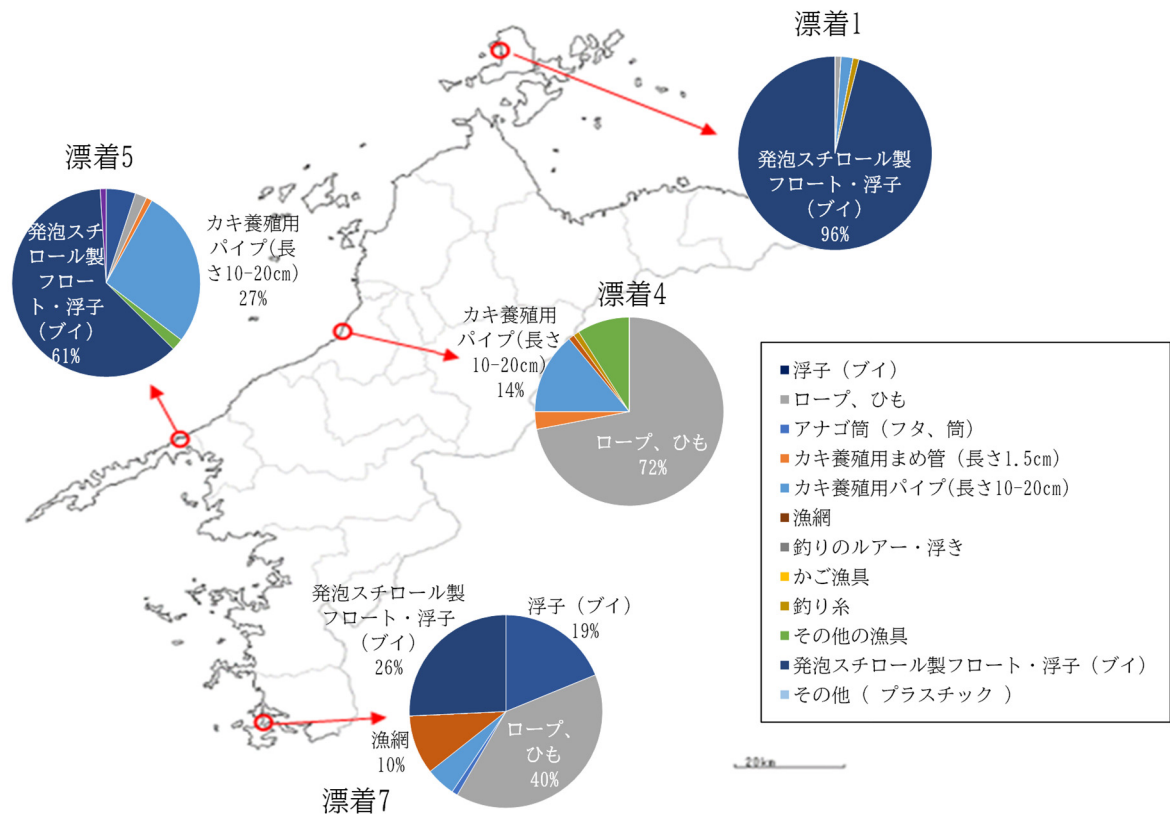 漂着1
発泡スチロール製
フロート・浮子
(ブイ)
96%
漂着5
発泡スチ
ロール製
フロー
ト・浮子
(ブイ)
61%
カキ養殖用
パイプ(長
さ10-20cm)
27%
漂着4
カキ養殖用
パイプ(長さ
10-20cm)
14%
ロープ、ひも
72%
浮子（ブイ）
ロープ、ひも
アナゴ筒（フタ、筒）
カキ養殖用まめ管（長さ1.5cm）
カキ養殖用パイプ(長さ10-20cm)
漁網
釣りのルアー・浮き
かご漁具
釣り糸
その他の漁具
発泡スチロール製フロート・浮子（ブイ）
その他（ プラスチック ）
発泡スチロール製
フロート・浮子
(ブイ)
26%
浮子（ブイ）
19%
ロープ、
ひも
40%
漁網
10%
漂着7
20km